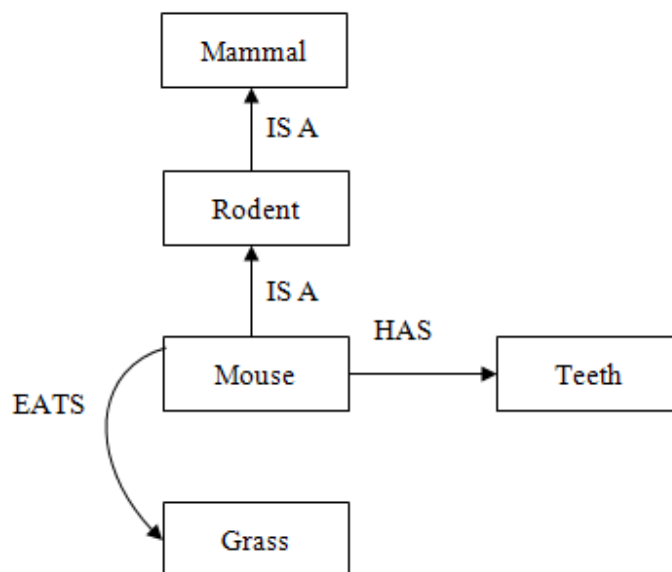 Mammal
IS A
Rodent
IS A
HAS
Mouse
Teeth
EATS
Grass